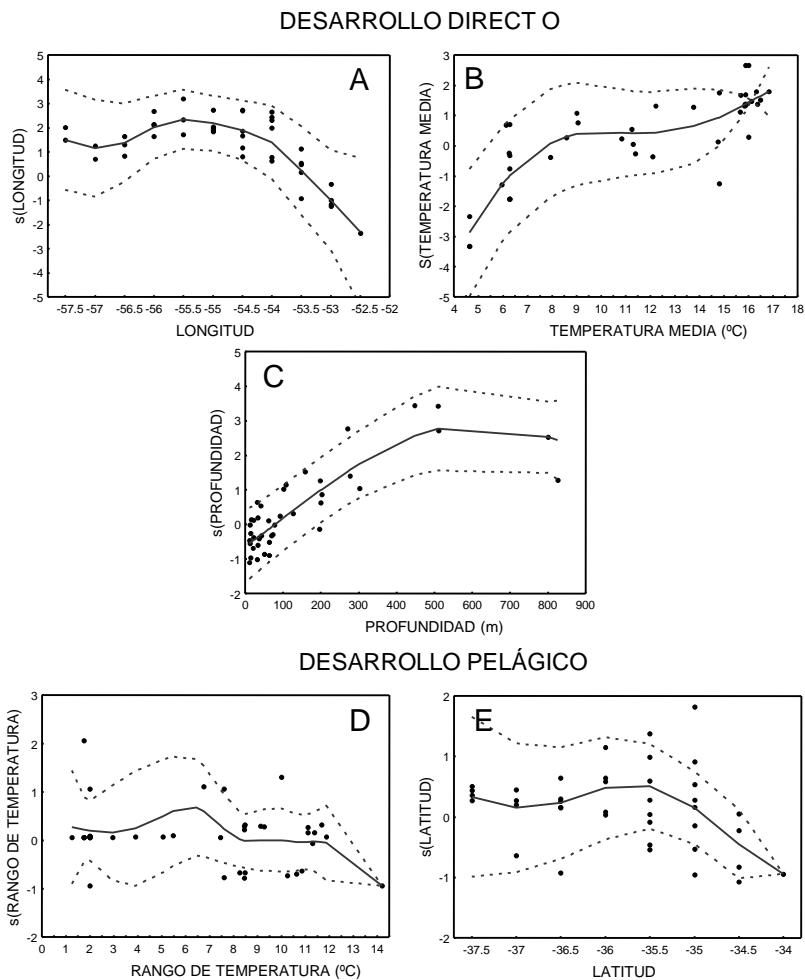 DESARROLLO DIRECT O
A
s(LONGITUD)
5
4
3
2
1
0
-1
-2
-3
-4
-5
-57.5 -57 -56.5 -56 -55.5 -55 -54.5 -54 -53.5 -53 -52.5 -52
LONGITUD
B
S(TEMPERATURA MEDIA)
3
2
1
0
-1
-2
-3
-4
-5
4 5 6 7 8 9 10 11 12 13 14 15 16 17 18
TEMPERATURA MEDIA (ºC)
C
s(PROFUNDIDAD)
5
4
3
2
1
0
-1
-2
0 100 200 300 400 500 600 700 800 900
PROFUNDIDAD (m)
DESARROLLO PELÁGICO
D
s(RANGO DE TEMPERATURA)
3
2
1
0
-1
-2
0 1 2 3 4 5 6 7 8 9 10 11 12 13 14
RANGO DE TEMPERATURA (ºC)
E
s(LATITUD)
2
1
0
-1
-2
-37.5 -37 -36.5 -36 -35.5 -35 -34.5 -34
LATITUD